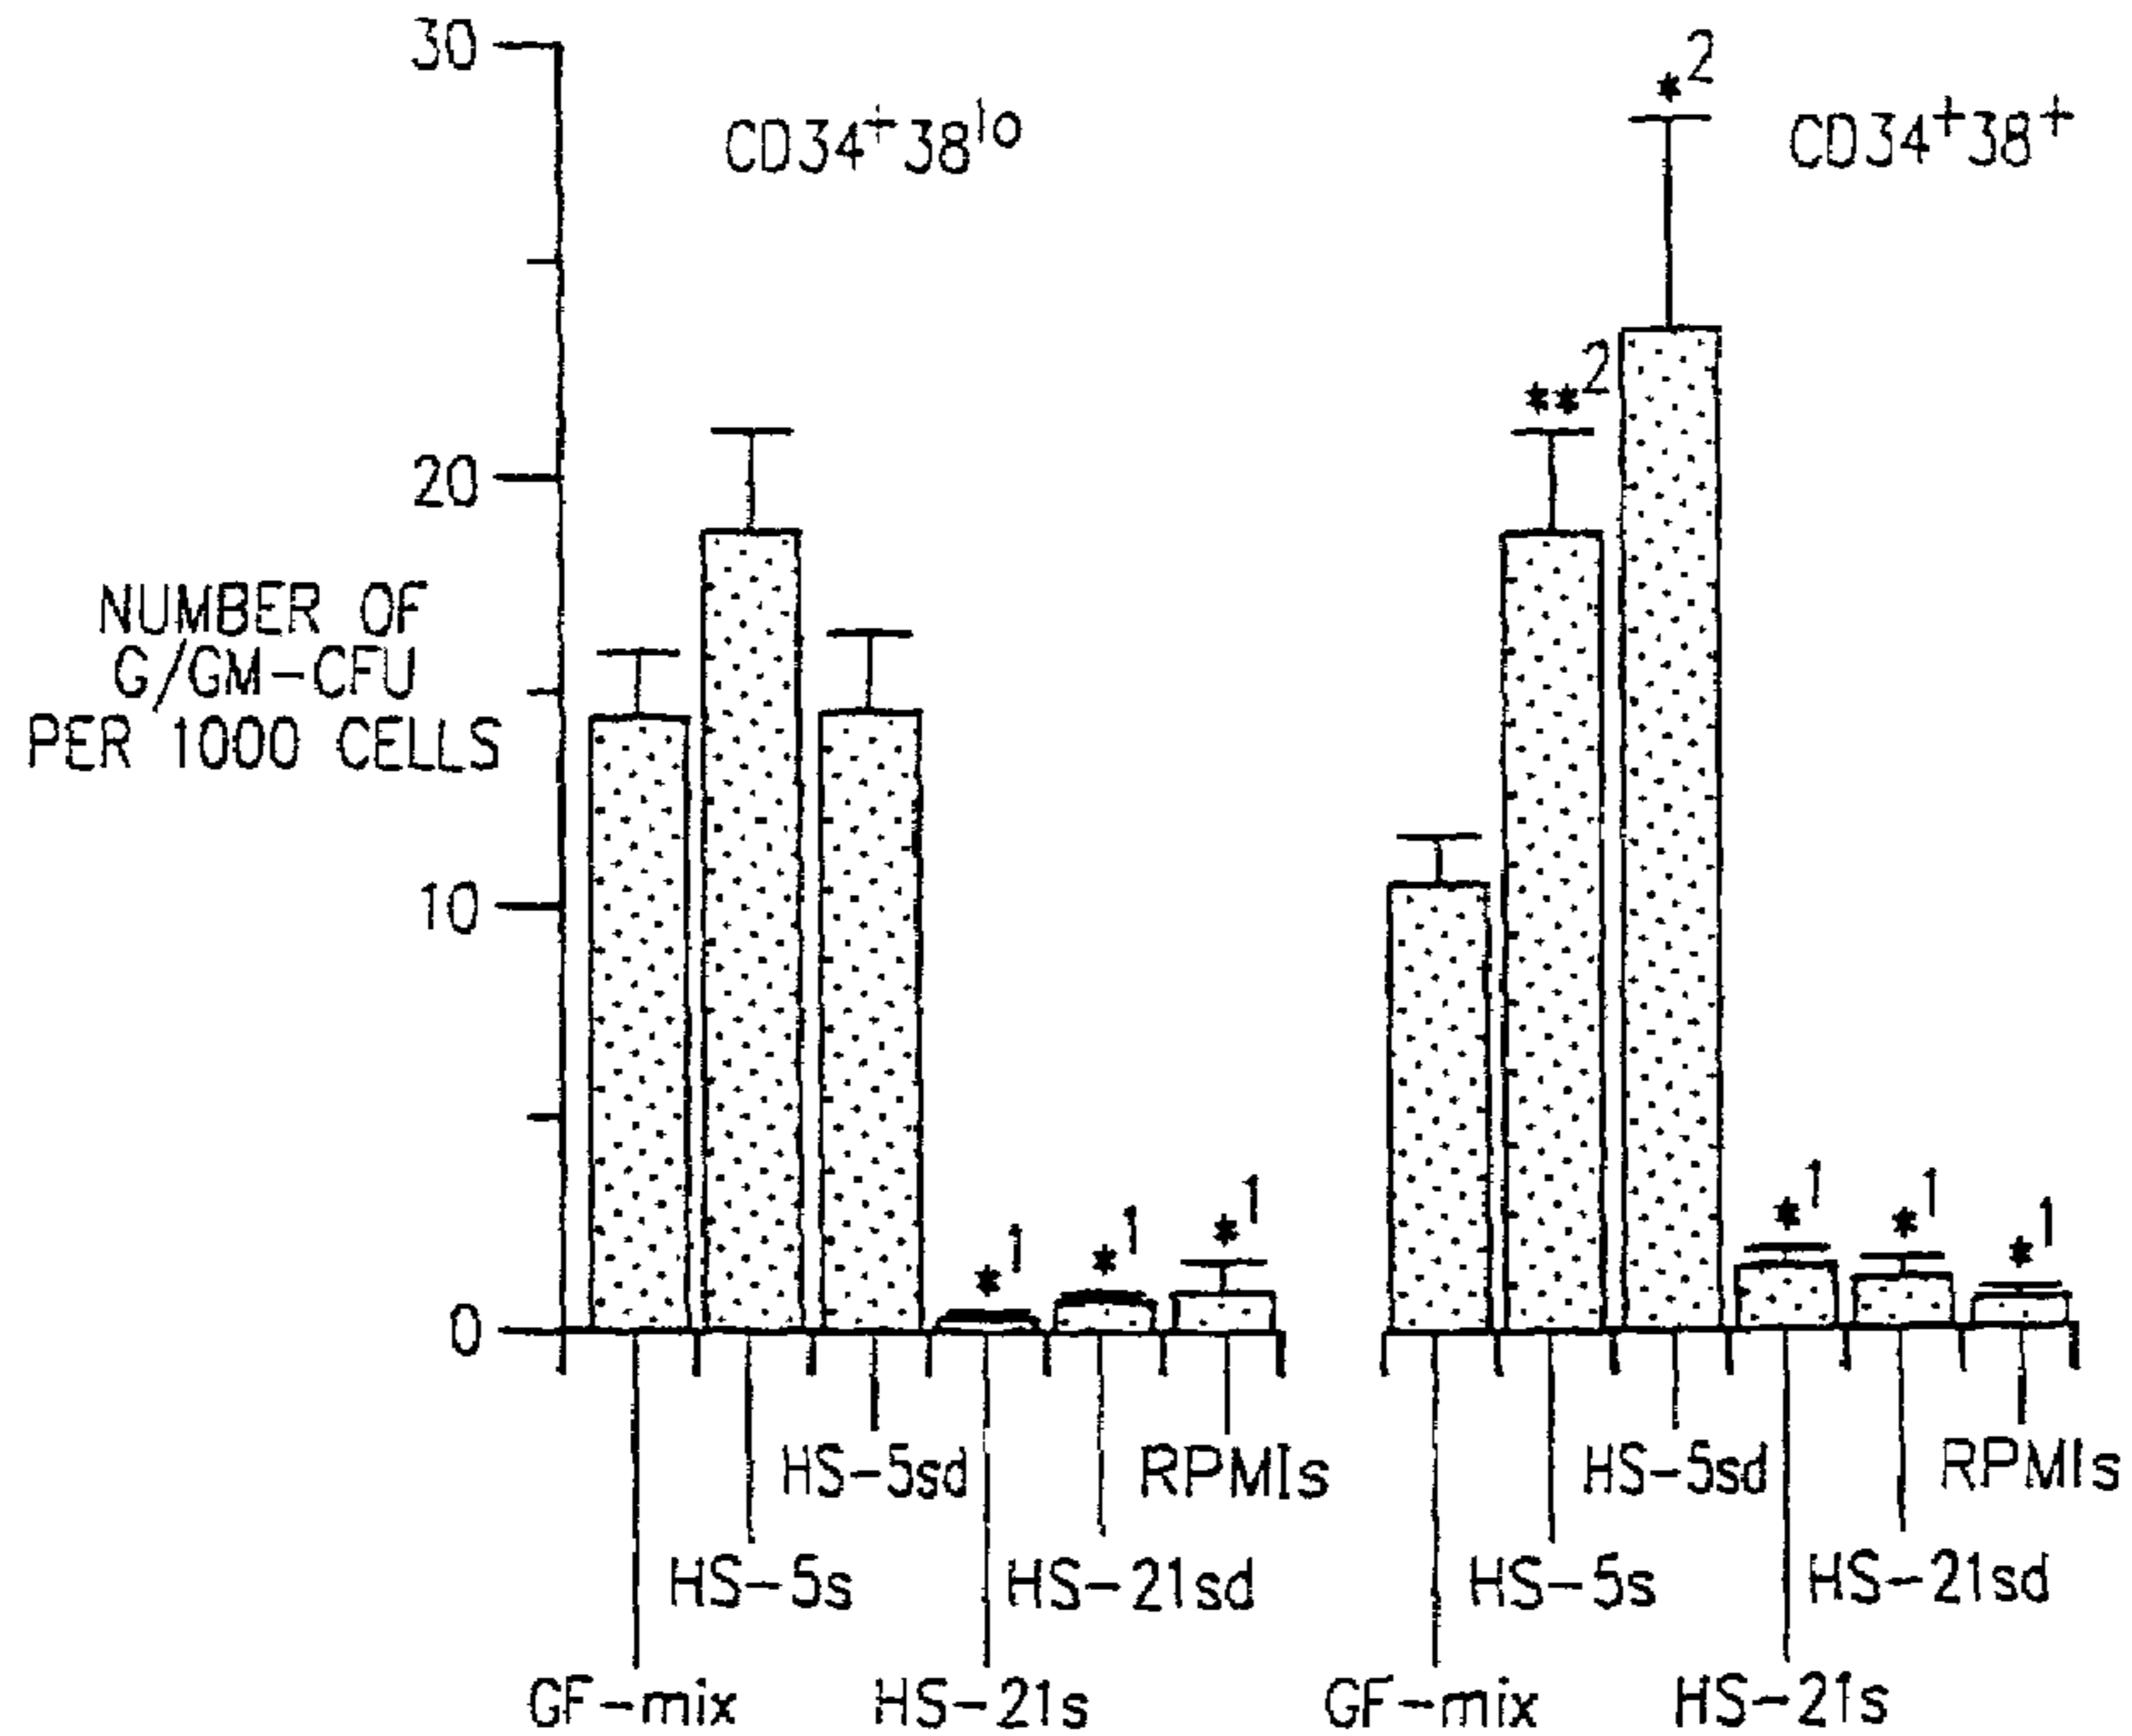 30
20
10
0
NUMBER OF
G/GM-CFU
PER 1000 CELLS
CD34⁺38ˡᵒ
*¹
*¹
*¹
GF-mix
HS-5s
HS-5sd
HS-21s
HS-21sd
RPMIs
CD34⁺38⁺
**²
*²
*¹
*¹
*¹
GF-mix
HS-5s
HS-5sd
HS-21s
HS-21sd
RPMIs